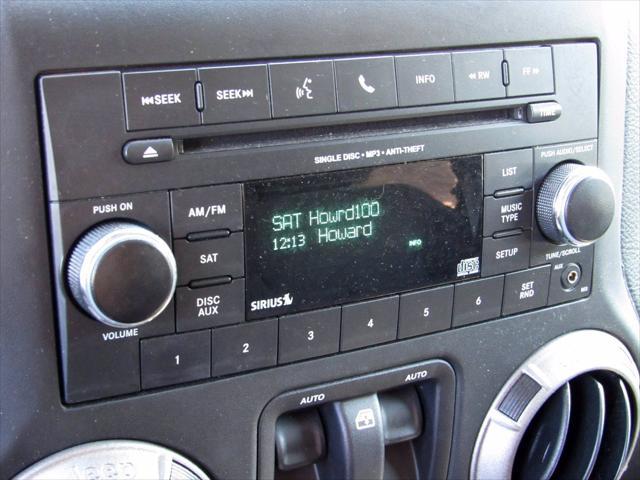 SEEK
SEEK
INFO
RW
FF
TIME
SINGLE DISC • MP3 • ANTI-THEFT
PUSH ON
VOLUME
AM/FM
SAT
DISC
AUX
SAT Howrd100
12:13 Howard
INFO
SIRIUS
disc
LIST
MUSIC
TYPE
SETUP
PUSH AUDIO/SELECT
TUNE/SCROLL
AUX
SET
RND
1
2
3
4
5
6
AUTO
AUTO
Jeep